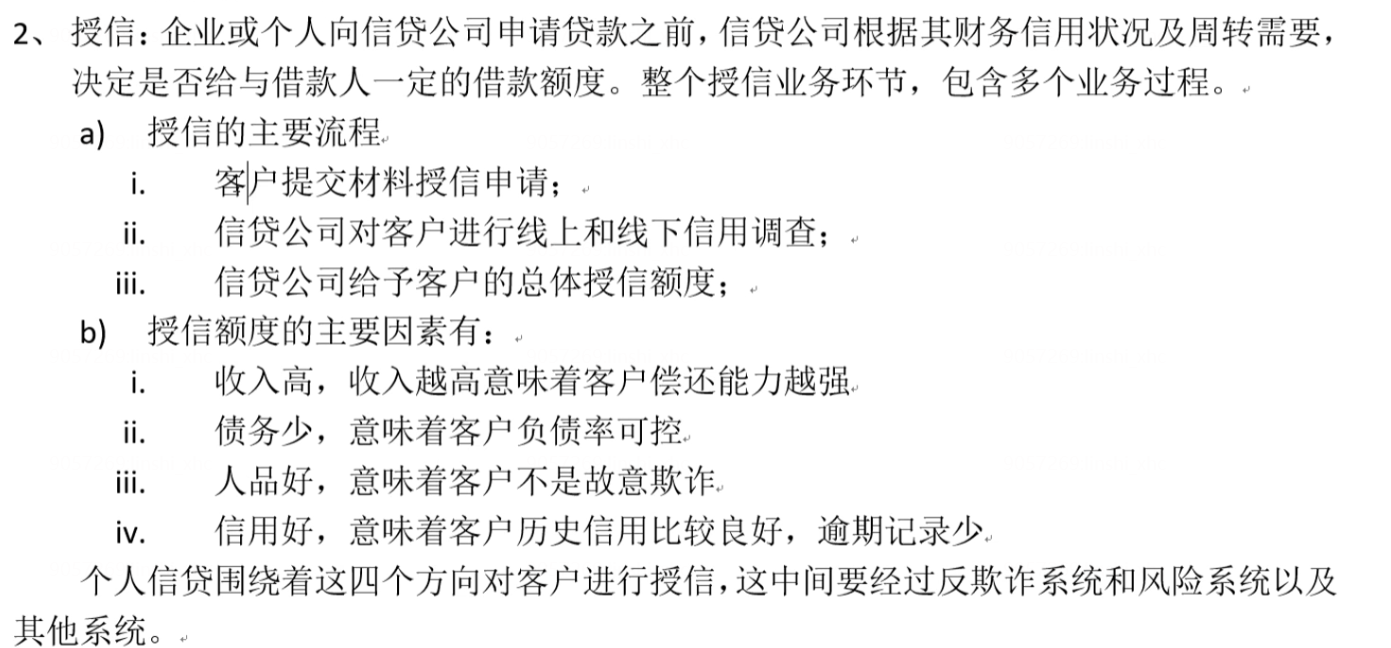 2、 授信：企业或个人向信贷公司申请贷款之前，信贷公司根据其财务信用状况及周转需要，
决定是否给与借款人一定的借款额度。整个授信业务环节，包含多个业务过程。
a) 授信的主要流程
i. 客户提交材料授信申请；
ii. 信贷公司对客户进行线上和线下信用调查；
iii. 信贷公司给予客户的总体授信额度；
b) 授信额度的主要因素有：
i. 收入高，收入越高意味着客户偿还能力越强
ii. 债务少，意味着客户负债率可控
iii. 人品好，意味着客户不是故意欺诈
iv. 信用好，意味着客户历史信用比较良好，逾期记录少
个人信贷围绕着这四个方向对客户进行授信，这中间要经过反欺诈系统和风险系统以及
其他系统。